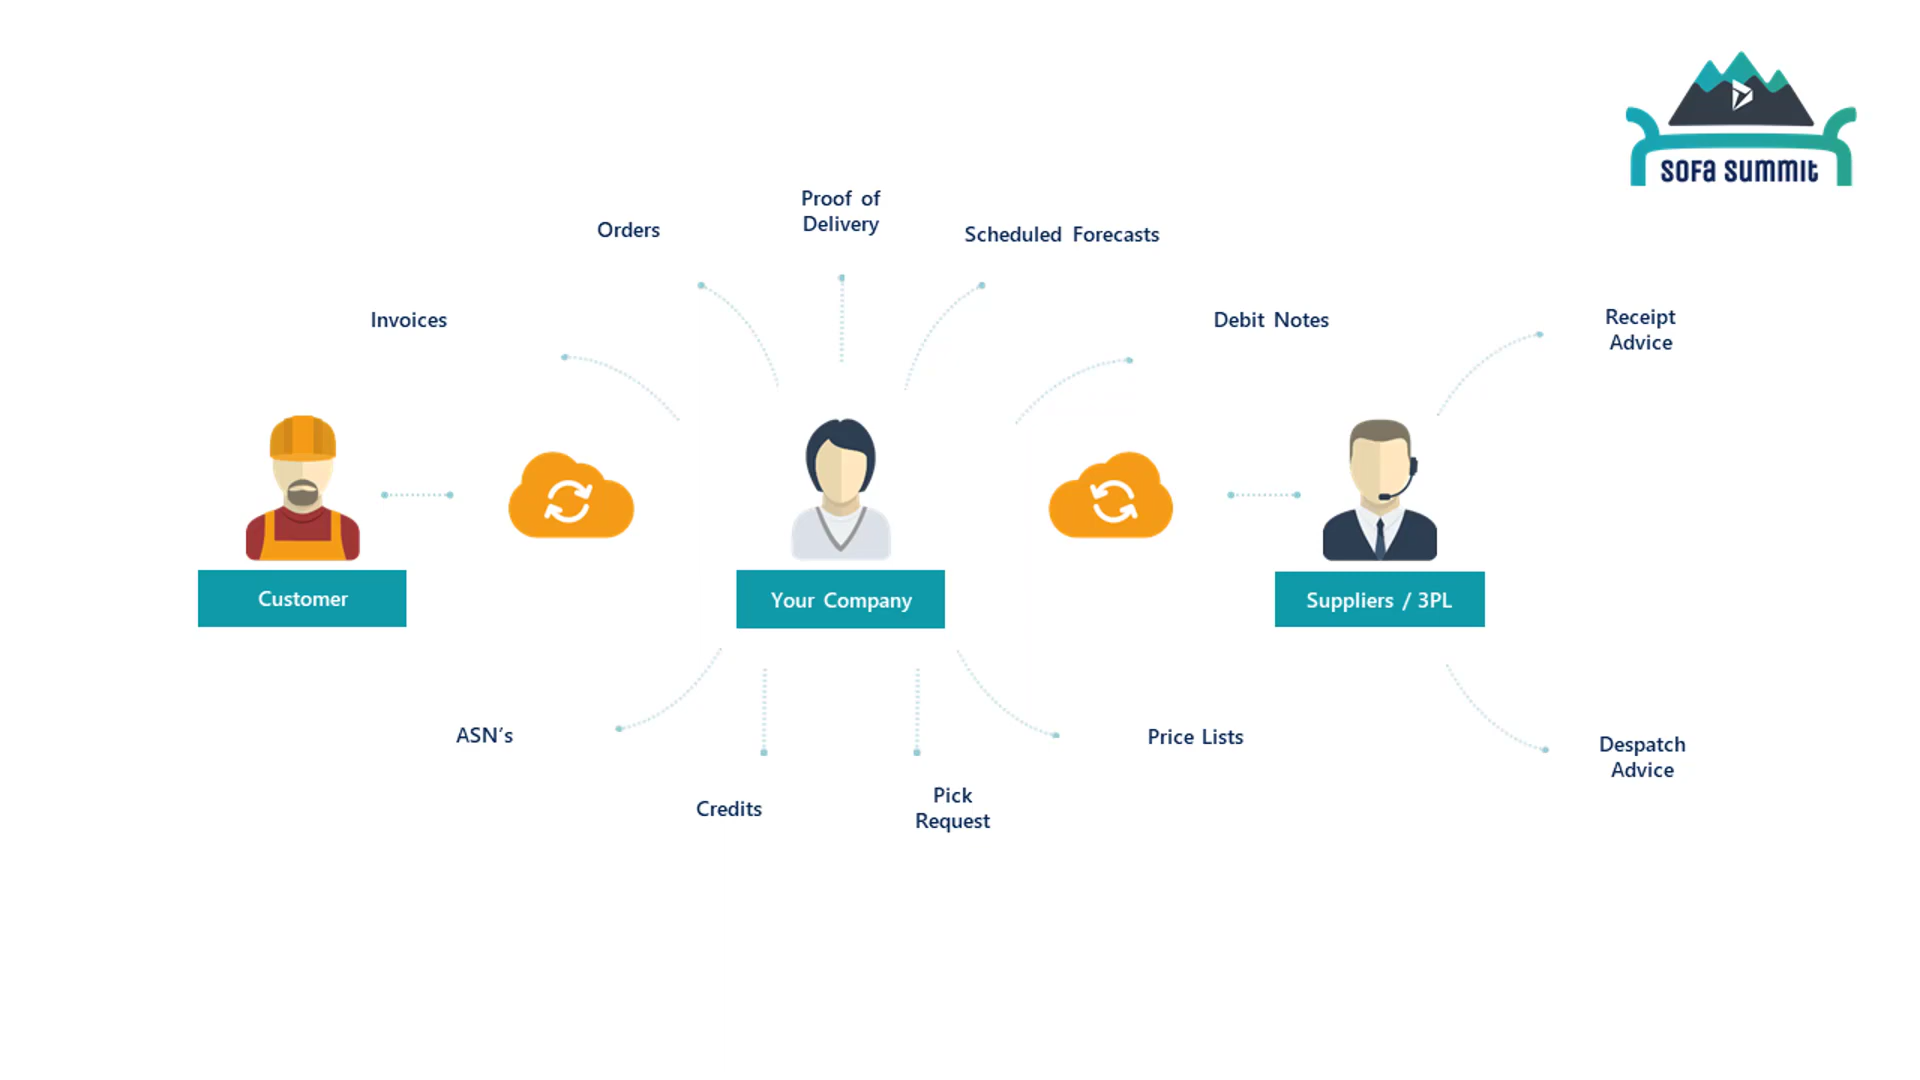 SOFA SUMMIT
Proof of
Delivery
Orders
Scheduled Forecasts
Invoices
Debit Notes
Receipt
Advice
Customer
Your Company
Suppliers / 3PL
ASN’s
Price Lists
Despatch
Advice
Credits
Pick
Request